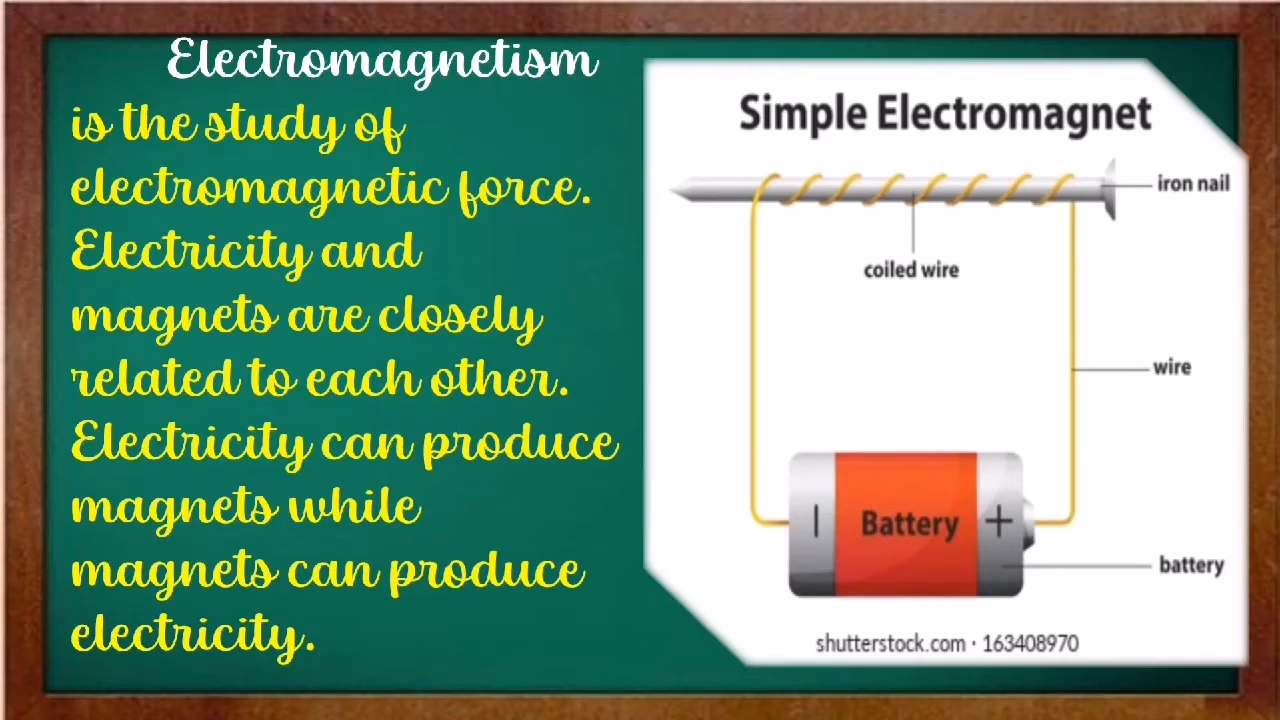 Electromagnetism
is the study of
electromagnetic force.
Electricity and
magnets are closely
related to each other.
Electricity can produce
magnets while
magnets can produce
electricity.
Simple Electromagnet
iron nail
coiled wire
wire
| Battery +
battery
shutterstock.com · 163408970